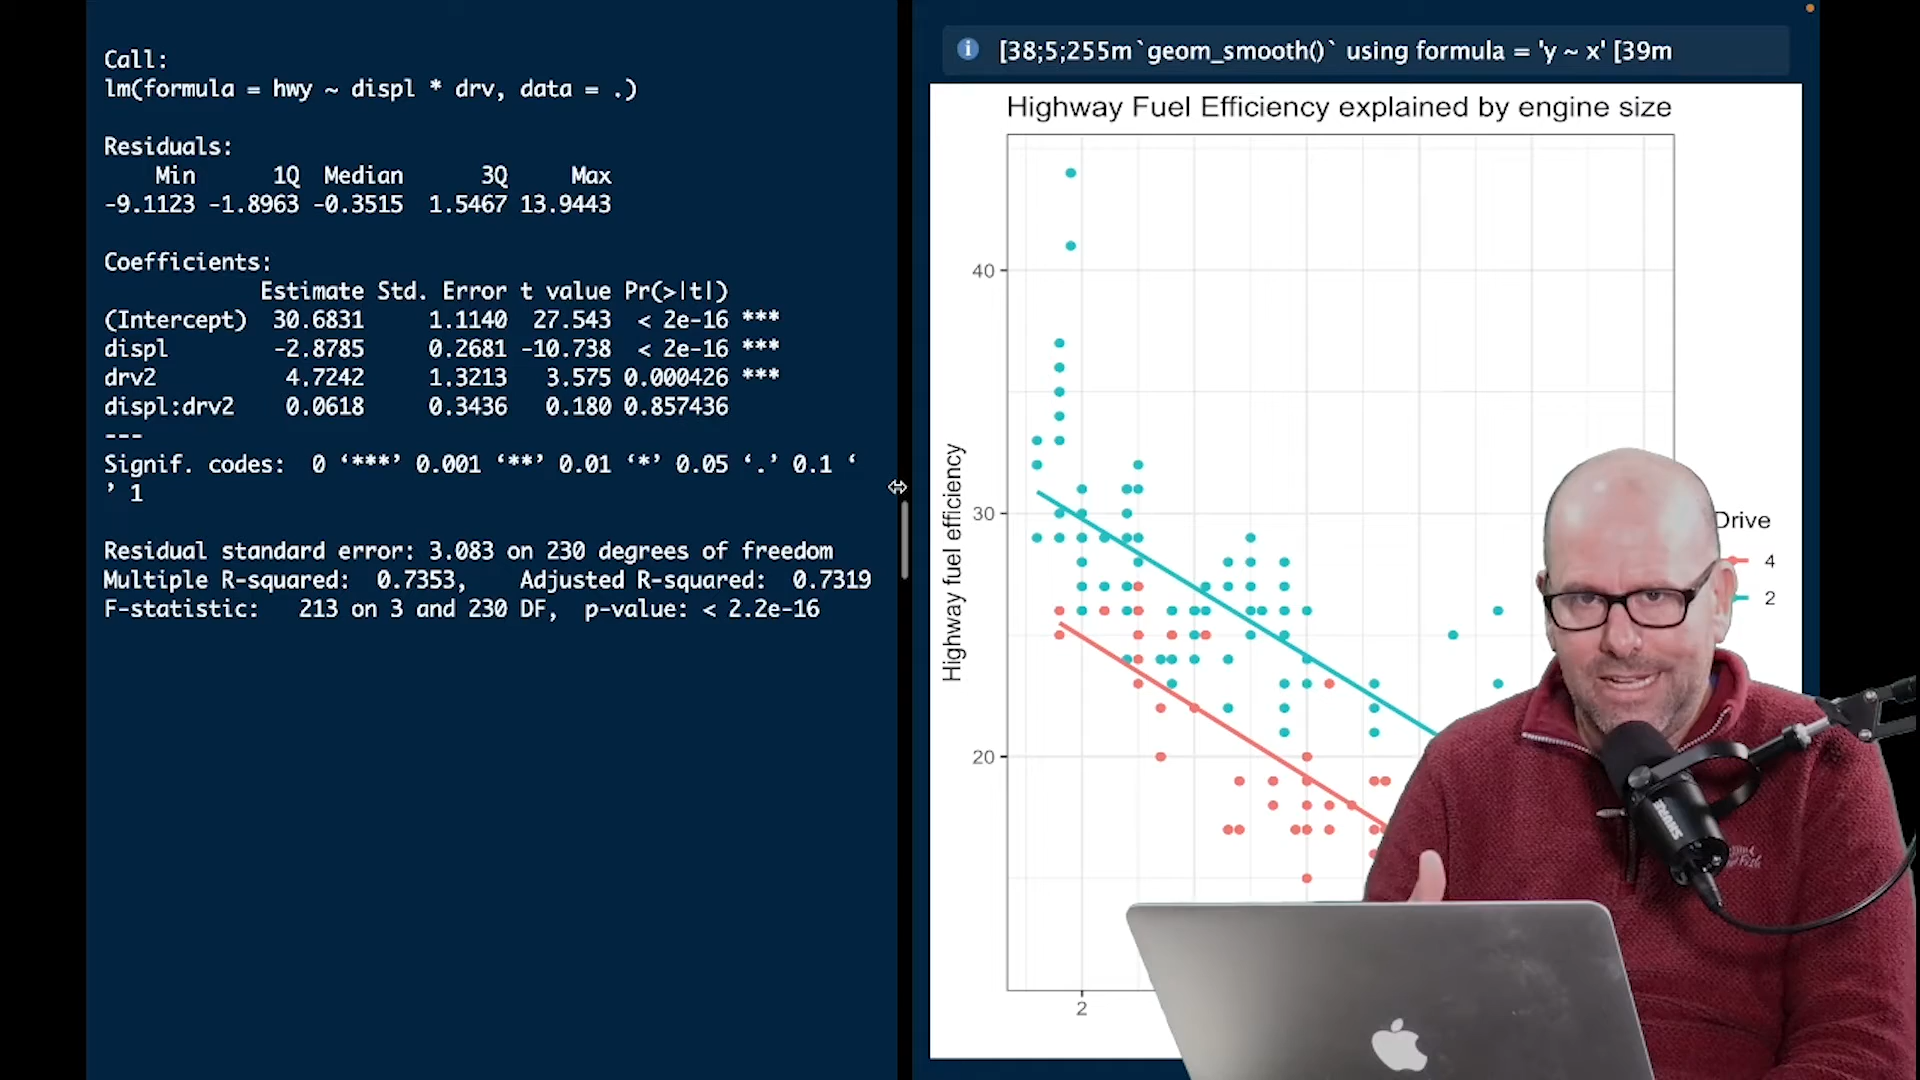 Call:
lm(formula = hwy ~ displ * drv, data = .)
Residuals:
Min 1Q Median 3Q Max
-9.1123 -1.8963 -0.3515 1.5467 13.9443
Coefficients:
Estimate Std. Error t value Pr(>|t|)
(Intercept) 30.6831 1.1140 27.543 < 2e-16 ***
displ -2.8785 0.2681 -10.738 < 2e-16 ***
drv2 4.7242 1.3213 3.575 0.000426 ***
displ:drv2 0.0618 0.3436 0.180 0.857436
---
Signif. codes: 0 ‘***’ 0.001 ‘**’ 0.01 ‘*’ 0.05 ‘.’ 0.1 ‘
’ 1
Residual standard error: 3.083 on 230 degrees of freedom
Multiple R-squared: 0.7353, Adjusted R-squared: 0.7319
F-statistic: 213 on 3 and 230 DF, p-value: < 2.2e-16
[38;5;255m`geom_smooth()` using formula = 'y ~ x' [39m
Highway Fuel Efficiency explained by engine size
40
30
20
Highway fuel efficiency
2
Drive
4
2
SHURE